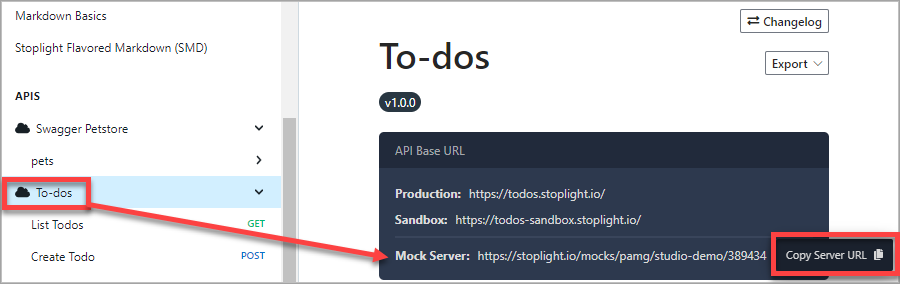 Markdown Basics
Stoplight Flavored Markdown (SMD)
APIS
Swagger Petstore
pets
To-dos
List Todos GET
Create Todo POST
Changelog
To-dos
Export
v1.0.0
API Base URL
Production: https://todos.stoplight.io/
Sandbox: https://todos-sandbox.stoplight.io/
Mock Server: https://stoplight.io/mocks/pamg/studio-demo/389434
Copy Server URL